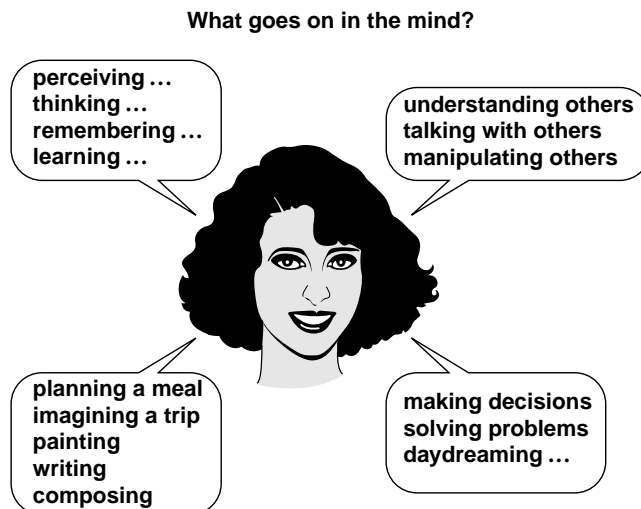 What goes on in the mind?
perceiving ...
thinking ...
remembering ...
learning ...
understanding others
talking with others
manipulating others
planning a meal
imagining a trip
painting
writing
composing
making decisions
solving problems
daydreaming ...